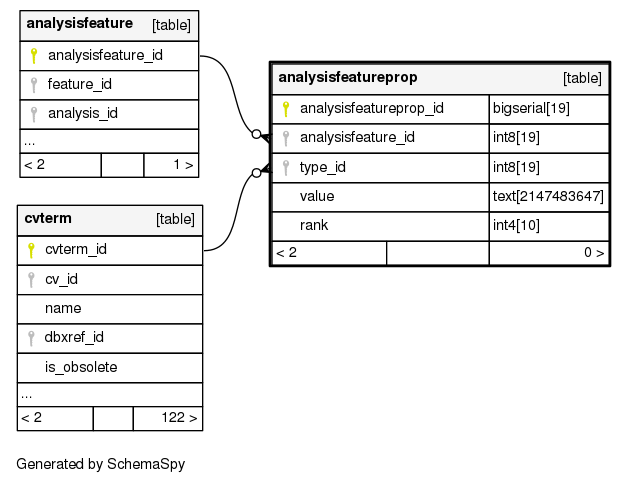 analysisfeature [table]
analysisfeature_id
feature_id
analysis_id
...
< 2 1 >
analysisfeatureprop [table]
analysisfeatureprop_id bigserial[19]
analysisfeature_id int8[19]
type_id int8[19]
value text[2147483647]
rank int4[10]
< 2 0 >
cvterm [table]
cvterm_id
cv_id
name
dbxref_id
is_obsolete
...
< 2 122 >
Generated by SchemaSpy